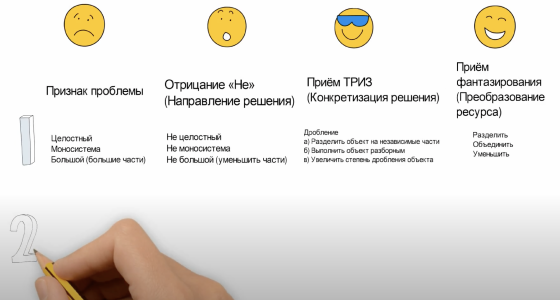 Признак проблемы
Отрицание «Не»
(Направление решения)
Приём ТРИЗ
(Конкретизация решения)
Приём
фантазирования
(Преобразование
ресурса)
1
Целостный
Моносистема
Большой (большие части)
Не целостный
Не моносистема
Не большой (уменьшить части)
Дробление
а) Разделить объект на независимые части
б) Выполнить объект разборным
в) Увеличить степень дробления объекта
Разделить
Объединить
Уменьшить
2